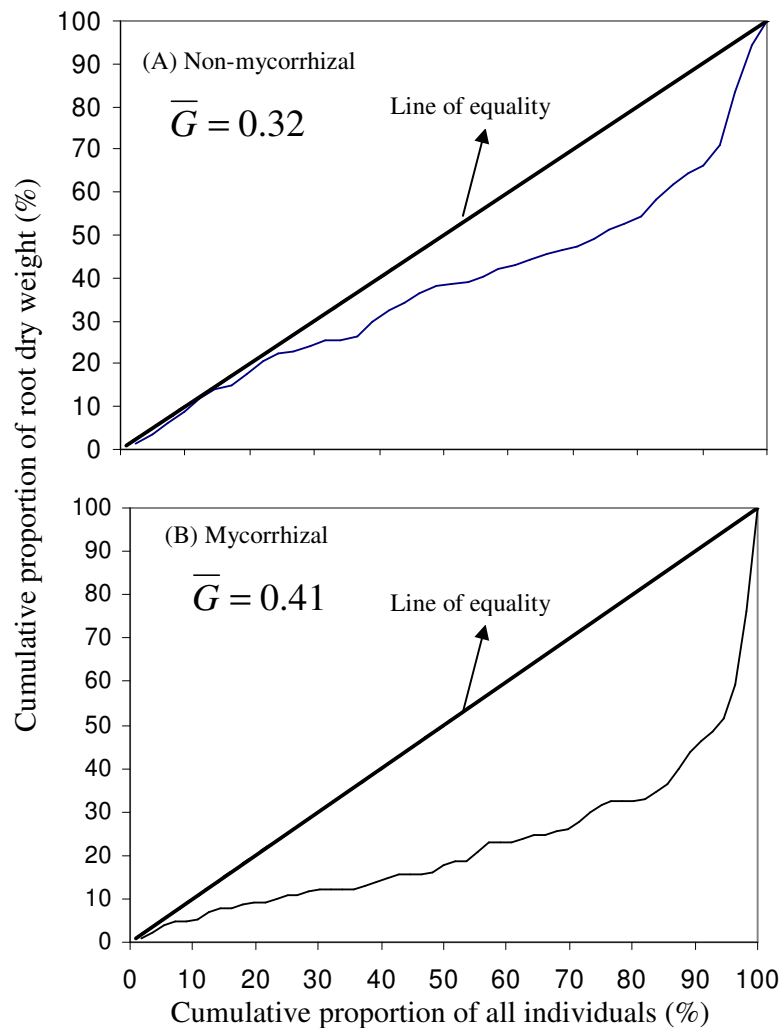 Cumulative proportion of root dry weight (%)
100
90
80
70
60
50
40
30
20
10
0
(A) Non-mycorrhizal
G̅ = 0.32
Line of equality
100
90
80
70
60
50
40
30
20
10
0
(B) Mycorrhizal
G̅ = 0.41
Line of equality
0 10 20 30 40 50 60 70 80 90 100
Cumulative proportion of all individuals (%)